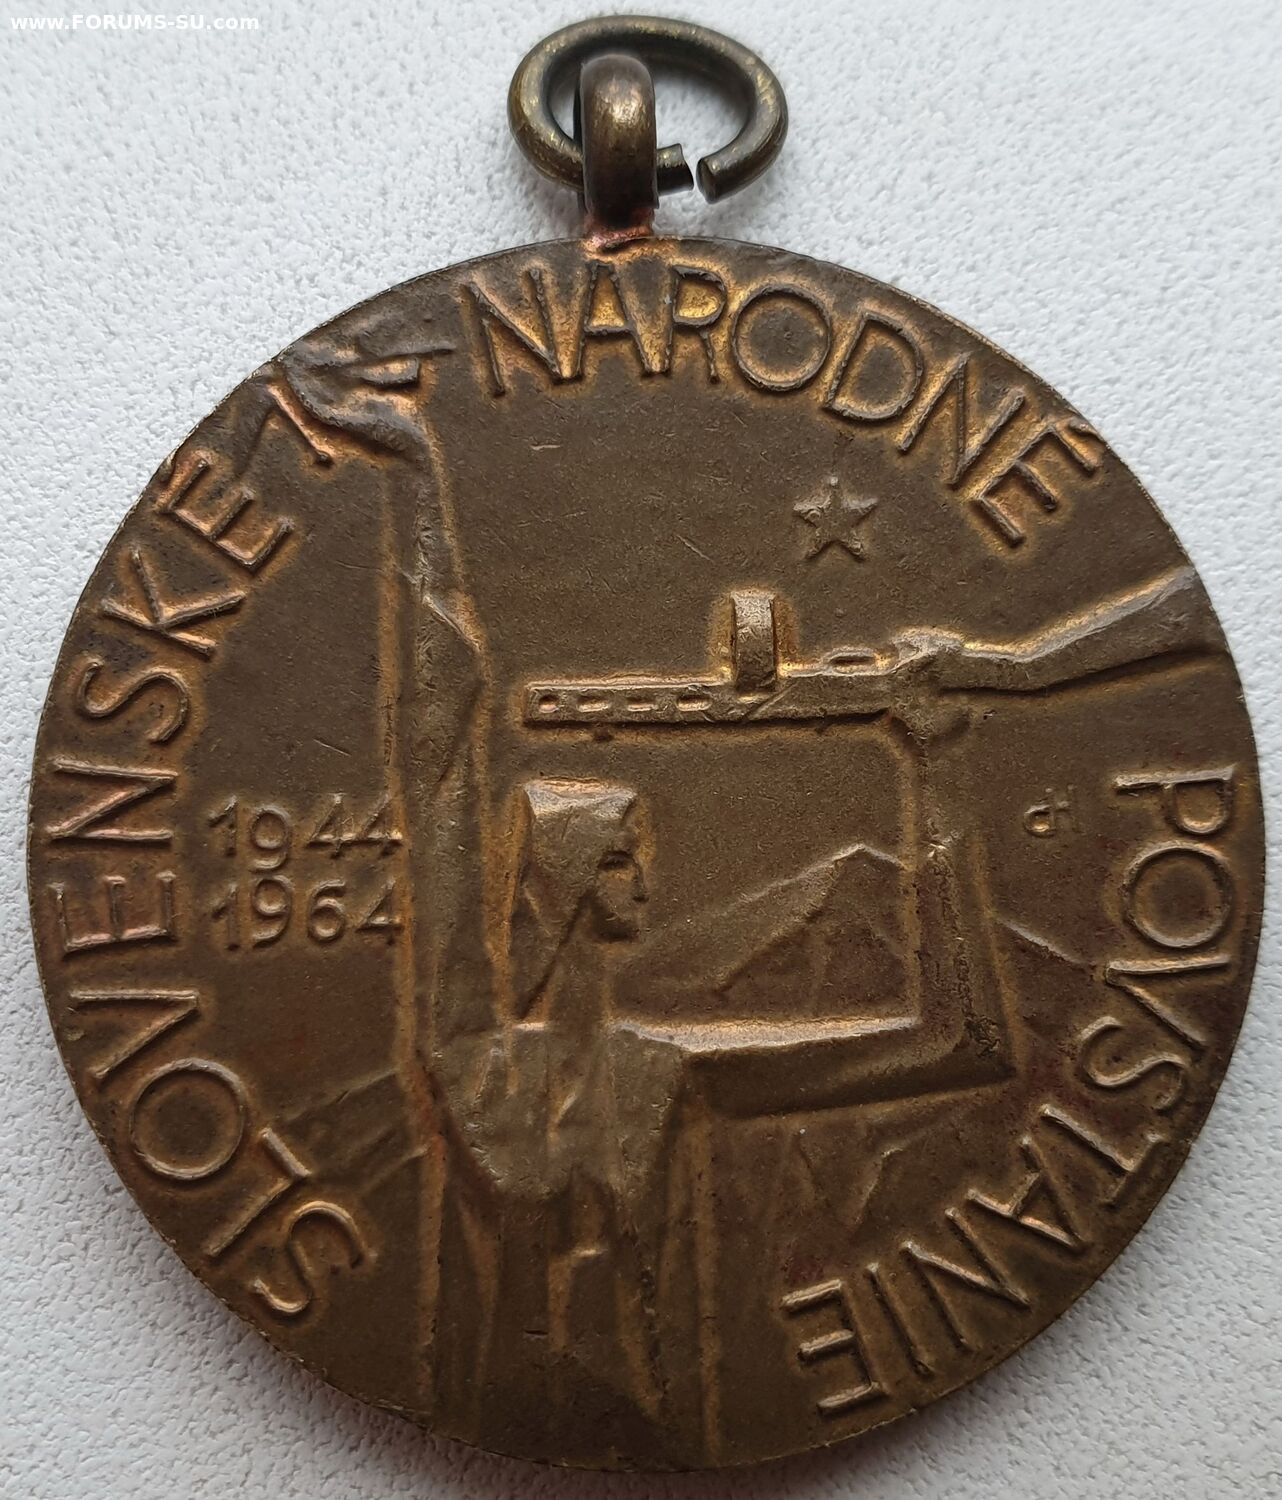 www.FORUMS-SU.com
SLOVENSKÉ NÁRODNÉ POVSTANIE
1944
1964